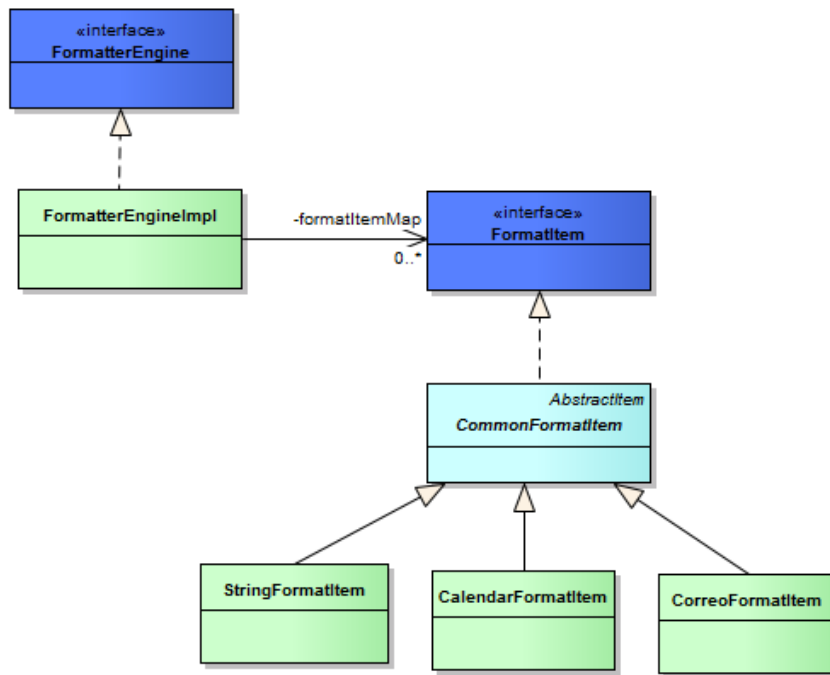 «interface»
FormatterEngine
FormatterEngineImpl
-formatItemMap
0..*
«interface»
FormatItem
AbstractItem
CommonFormatItem
StringFormatItem
CalendarFormatItem
CorreoFormatItem